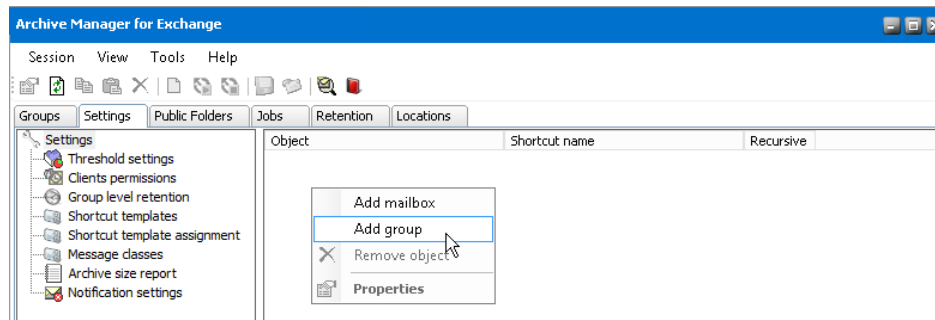 Archive Manager for Exchange
Session View Tools Help
Groups Settings Public Folders Jobs Retention Locations
Settings
Threshold settings
Clients permissions
Group level retention
Shortcut templates
Shortcut template assignment
Message classes
Archive size report
Notification settings
Object Shortcut name Recursive
Add mailbox
Add group
Remove object
Properties